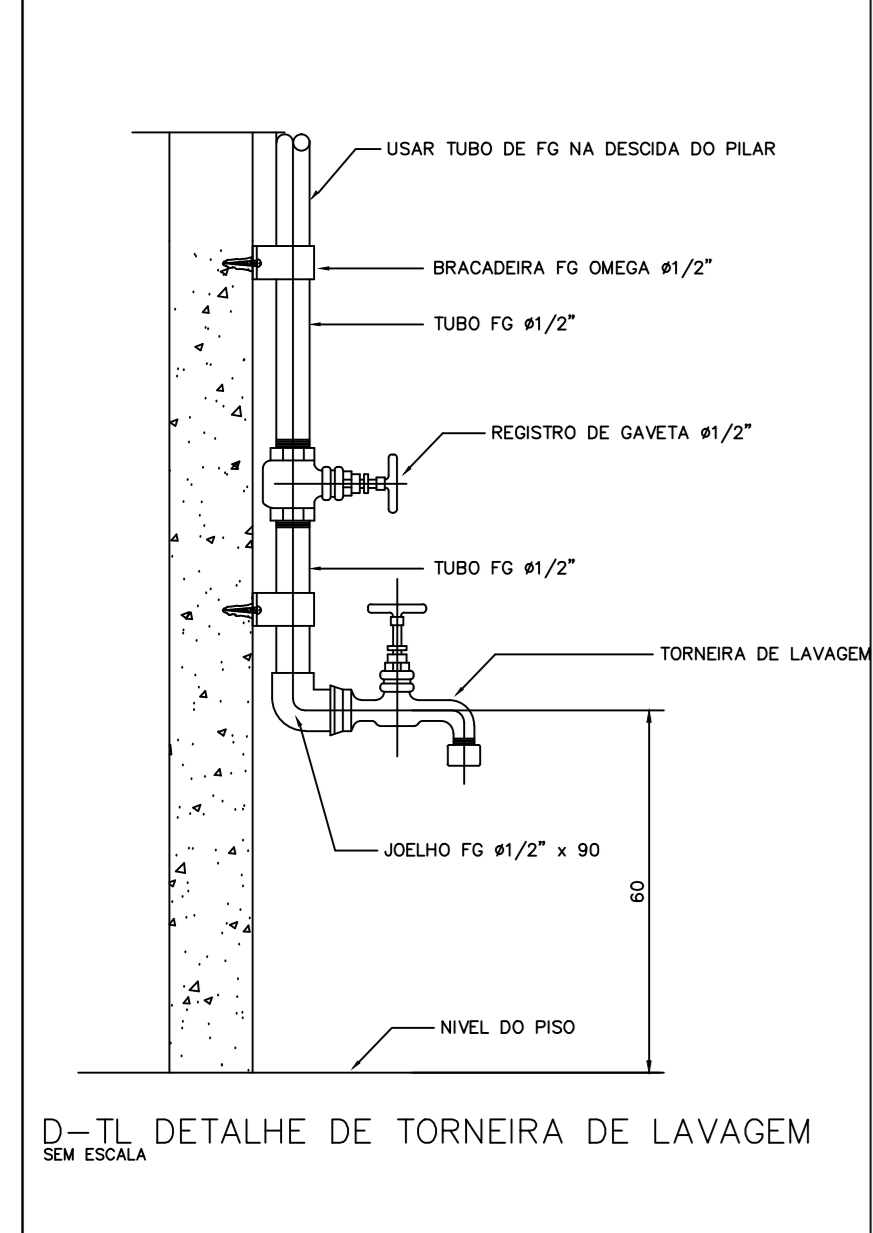 USAR TUBO DE FG NA DESCIDA DO PILAR
BRACADEIRA FG OMEGA ø1/2"
TUBO FG ø1/2"
REGISTRO DE GAVETA ø1/2"
TUBO FG ø1/2"
TORNEIRA DE LAVAGEM
JOELHO FG ø1/2" x 90
60
NIVEL DO PISO
D-TL DETALHE DE TORNEIRA DE LAVAGEM
SEM ESCALA